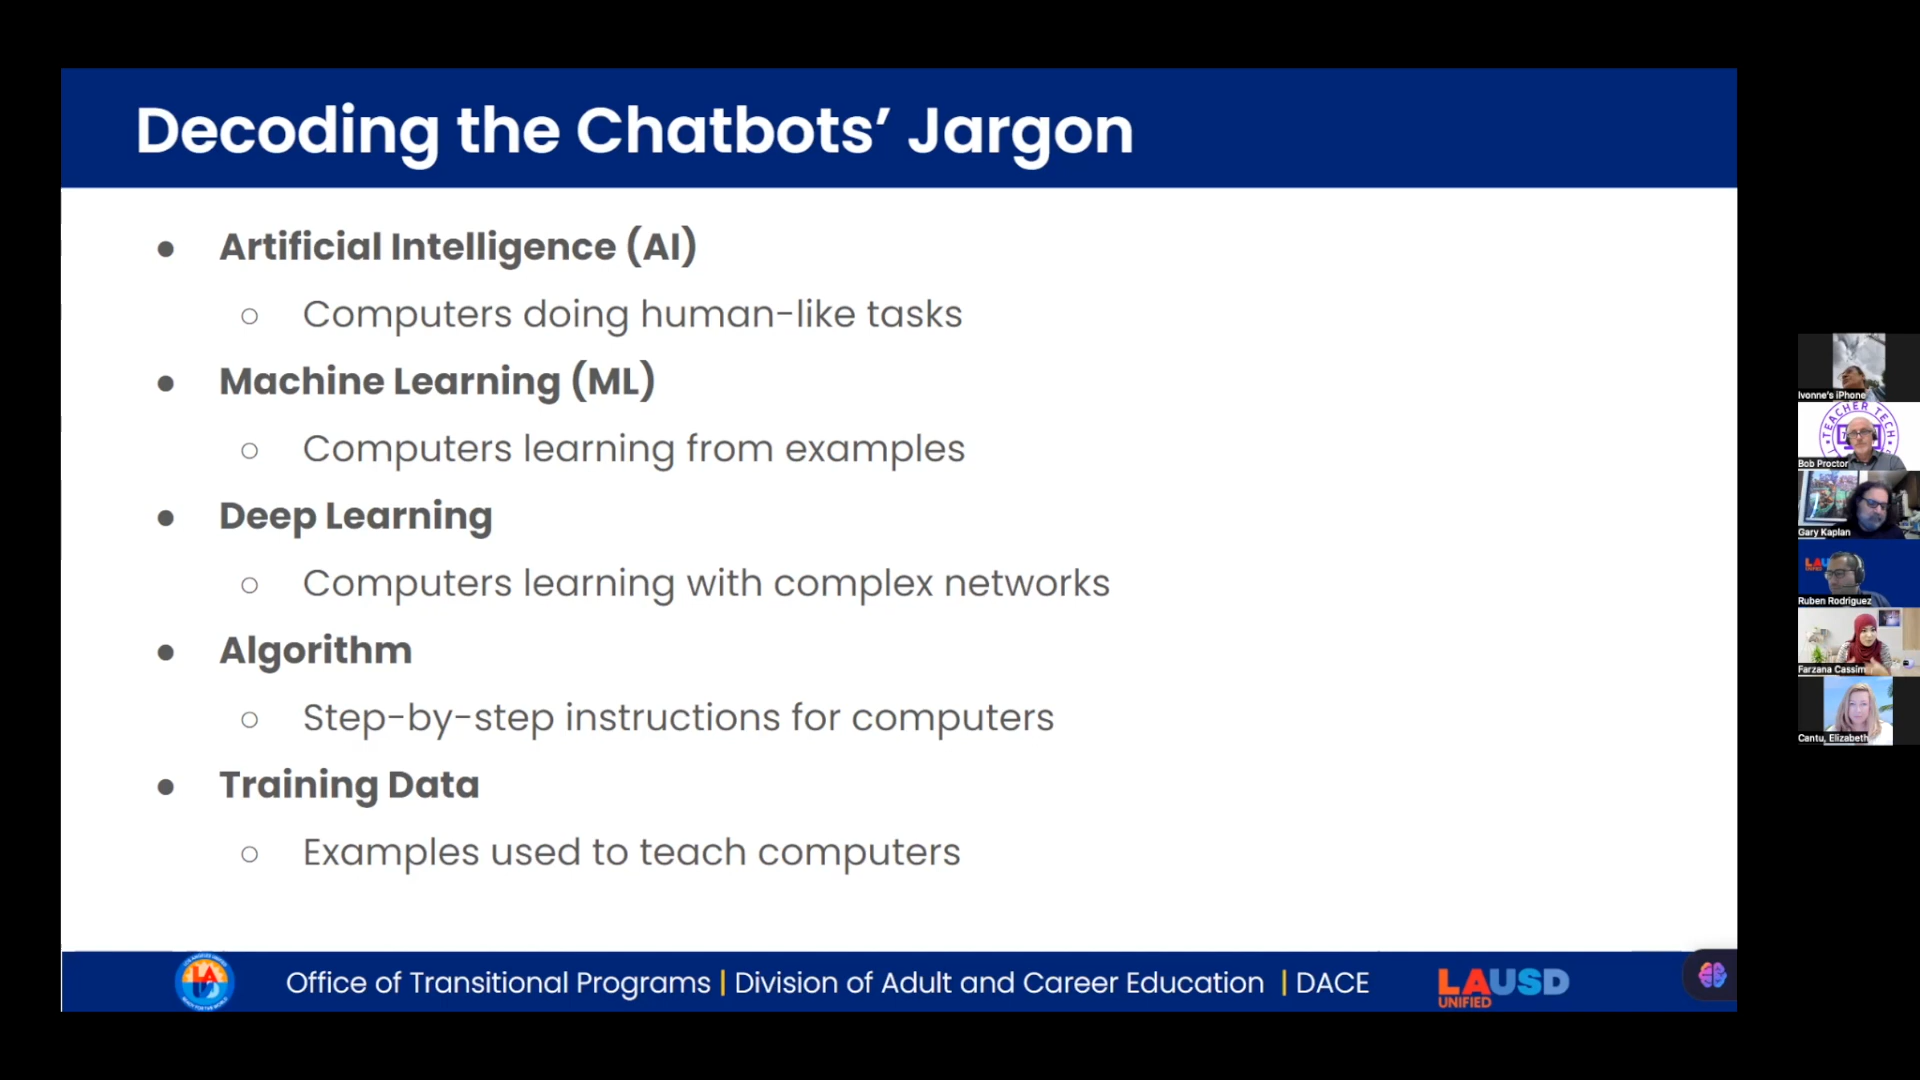 Decoding the Chatbots’ Jargon
● Artificial Intelligence (AI)
○ Computers doing human-like tasks
● Machine Learning (ML)
○ Computers learning from examples
● Deep Learning
○ Computers learning with complex networks
● Algorithm
○ Step-by-step instructions for computers
● Training Data
○ Examples used to teach computers
Office of Transitional Programs | Division of Adult and Career Education | DACE
LAUSD
UNIFIED
Ivonne's iPhone
TEACHER TECH
Bob Proctor
Gary Kaplan
Ruben Rodriguez
Farzana Cassim
Cantu, Elizabeth